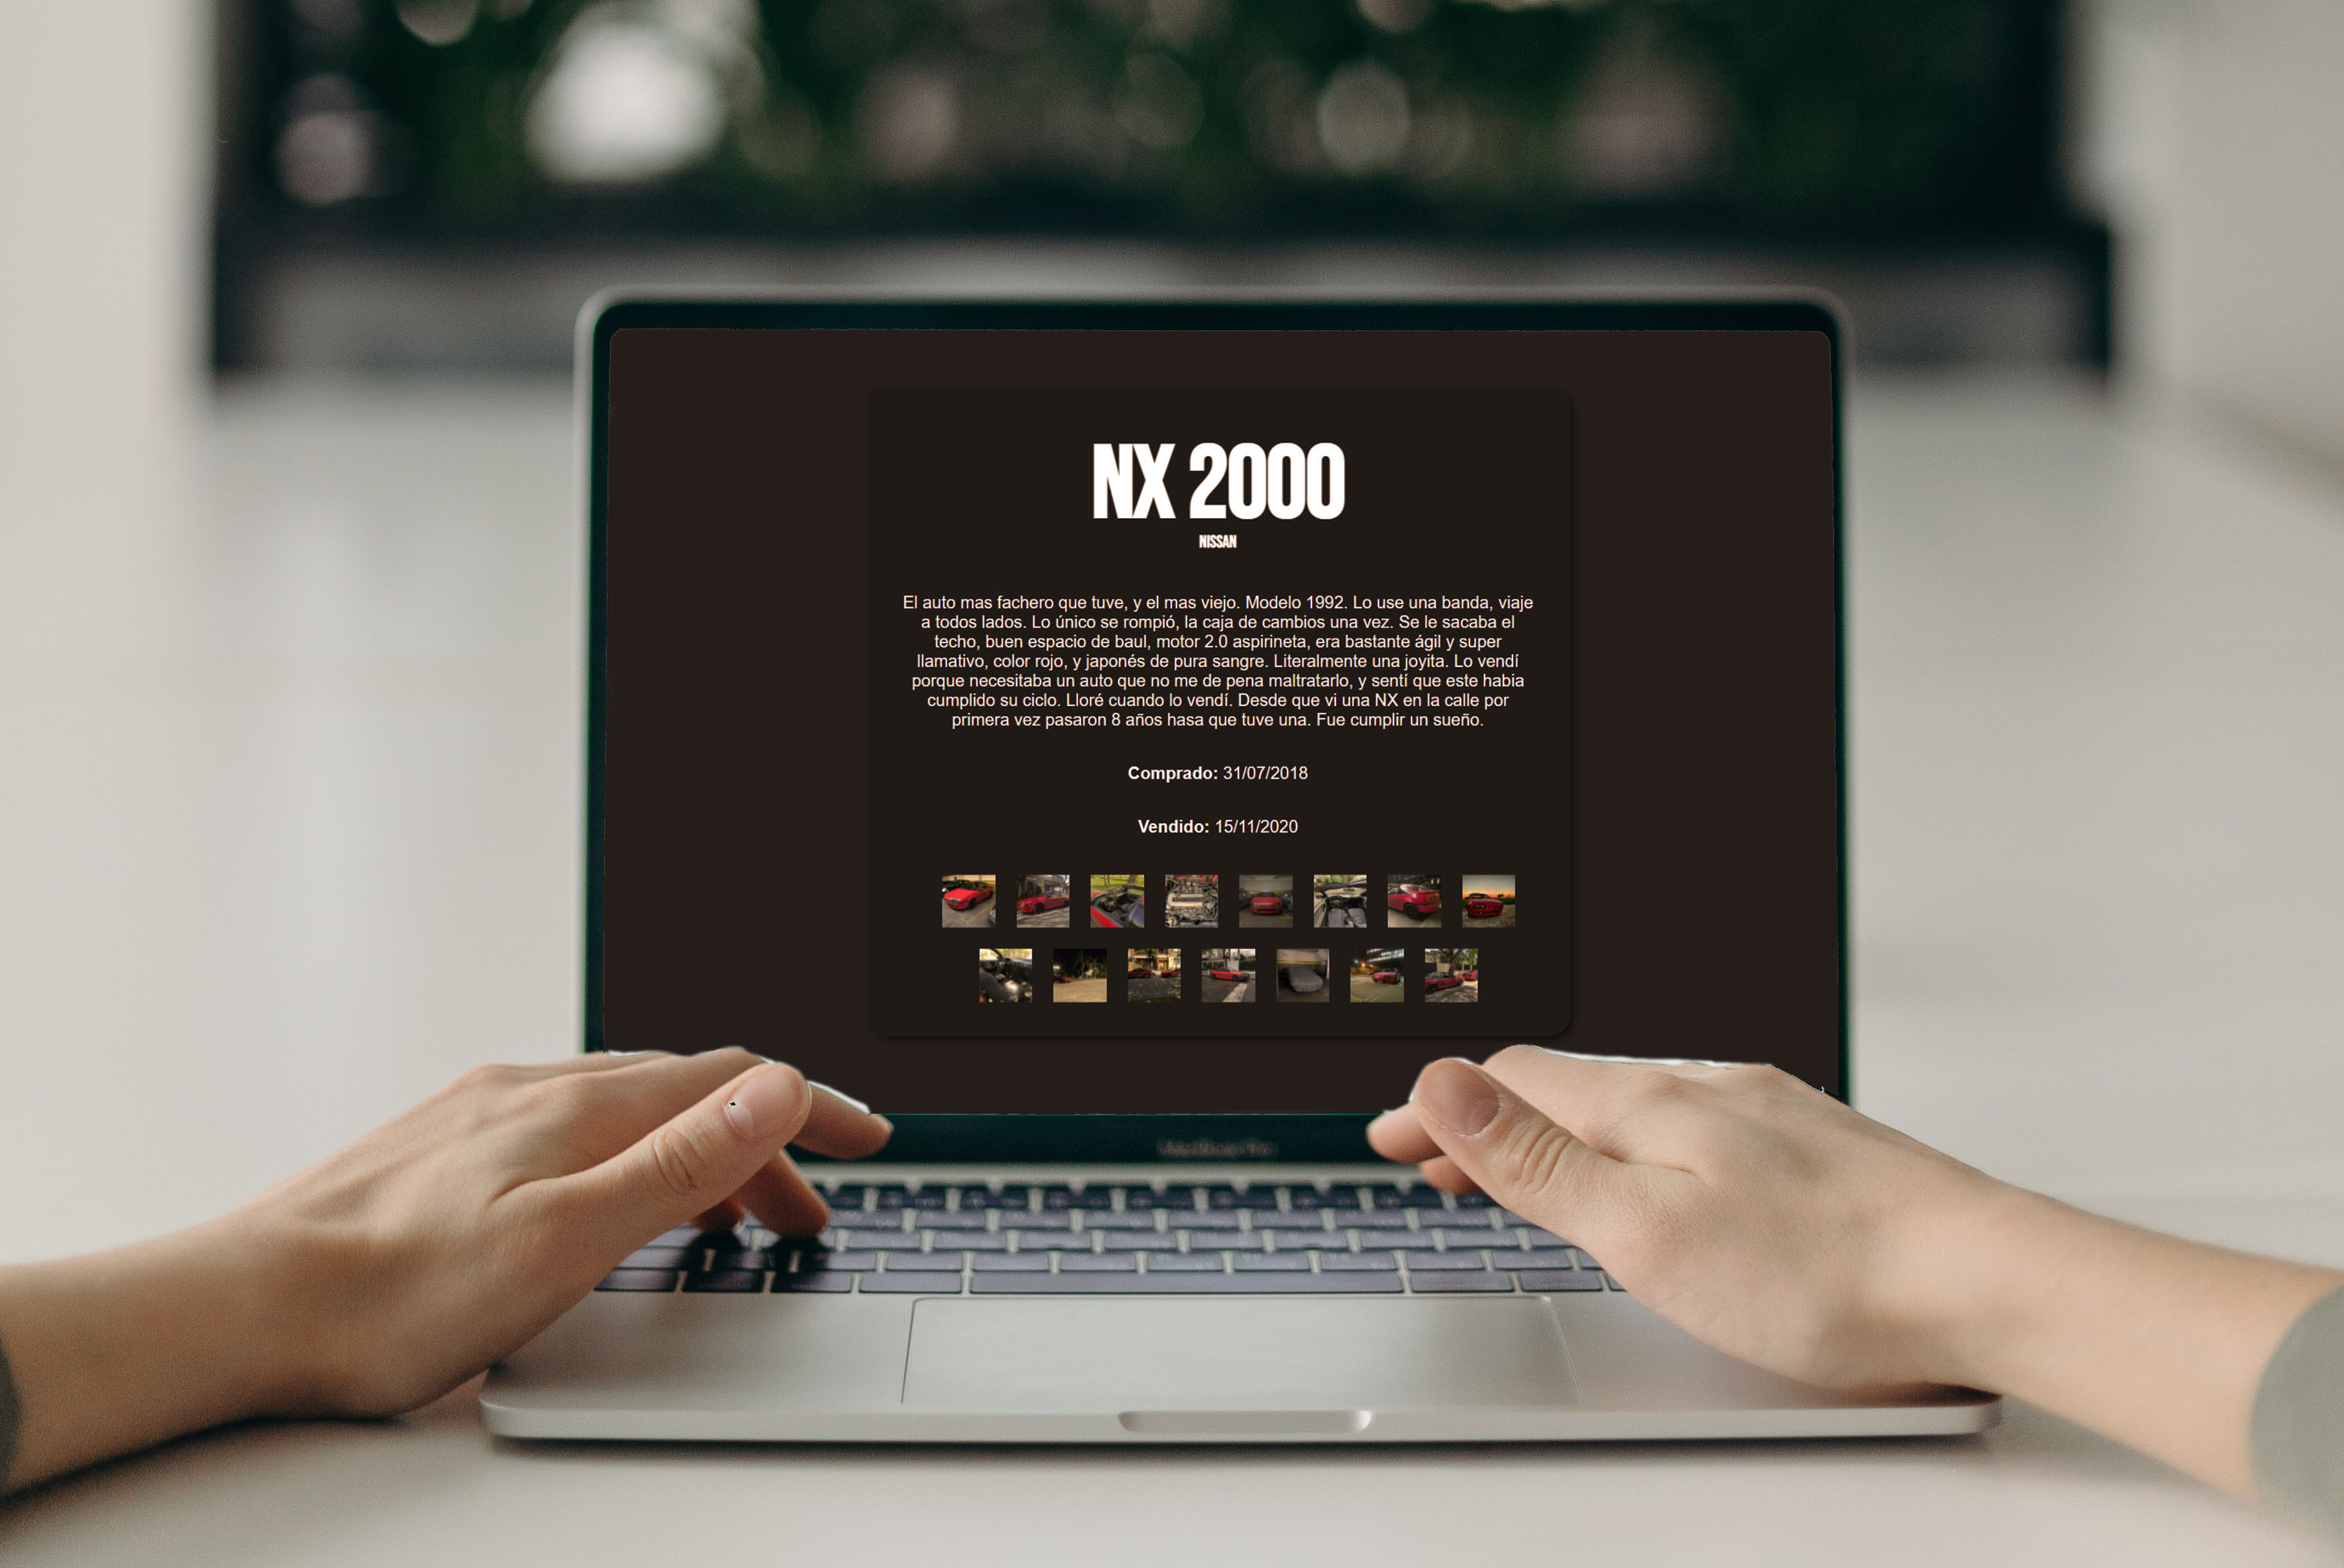 NX 2000
NISSAN
El auto mas fachero que tuve, y el mas viejo. Modelo 1992. Lo use una banda, viaje
a todos lados. Lo único se rompió, la caja de cambios una vez. Se le sacaba el
techo, buen espacio de baul, motor 2.0 aspirineta, era bastante ágil y super
llamativo, color rojo, y japonés de pura sangre. Literalmente una joyita. Lo vendí
porque necesitaba un auto que no me de pena maltratarlo, y sentí que este habia
cumplido su ciclo. Lloré cuando lo vendí. Desde que vi una NX en la calle por
primera vez pasaron 8 años hasa que tuve una. Fue cumplir un sueño.
Comprado: 31/07/2018
Vendido: 15/11/2020
MacBook Pro